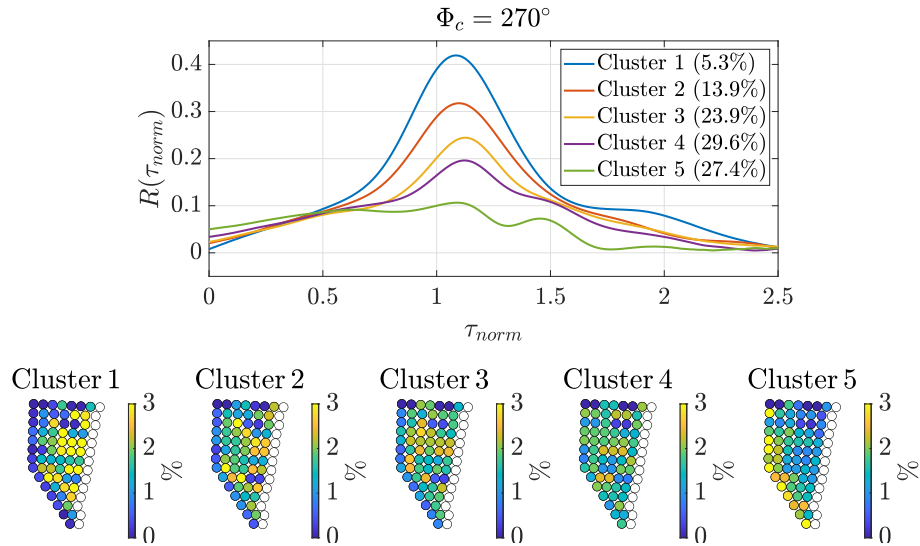 Φ_c = 270°
R(τ_norm)
0.4
0.3
0.2
0.1
0
0 0.5 1 1.5 2 2.5
τ_norm
Cluster 1 (5.3%)
Cluster 2 (13.9%)
Cluster 3 (23.9%)
Cluster 4 (29.6%)
Cluster 5 (27.4%)
Cluster 1
3
2
1
0
%
Cluster 2
3
2
1
0
%
Cluster 3
3
2
1
0
%
Cluster 4
3
2
1
0
%
Cluster 5
3
2
1
0
%